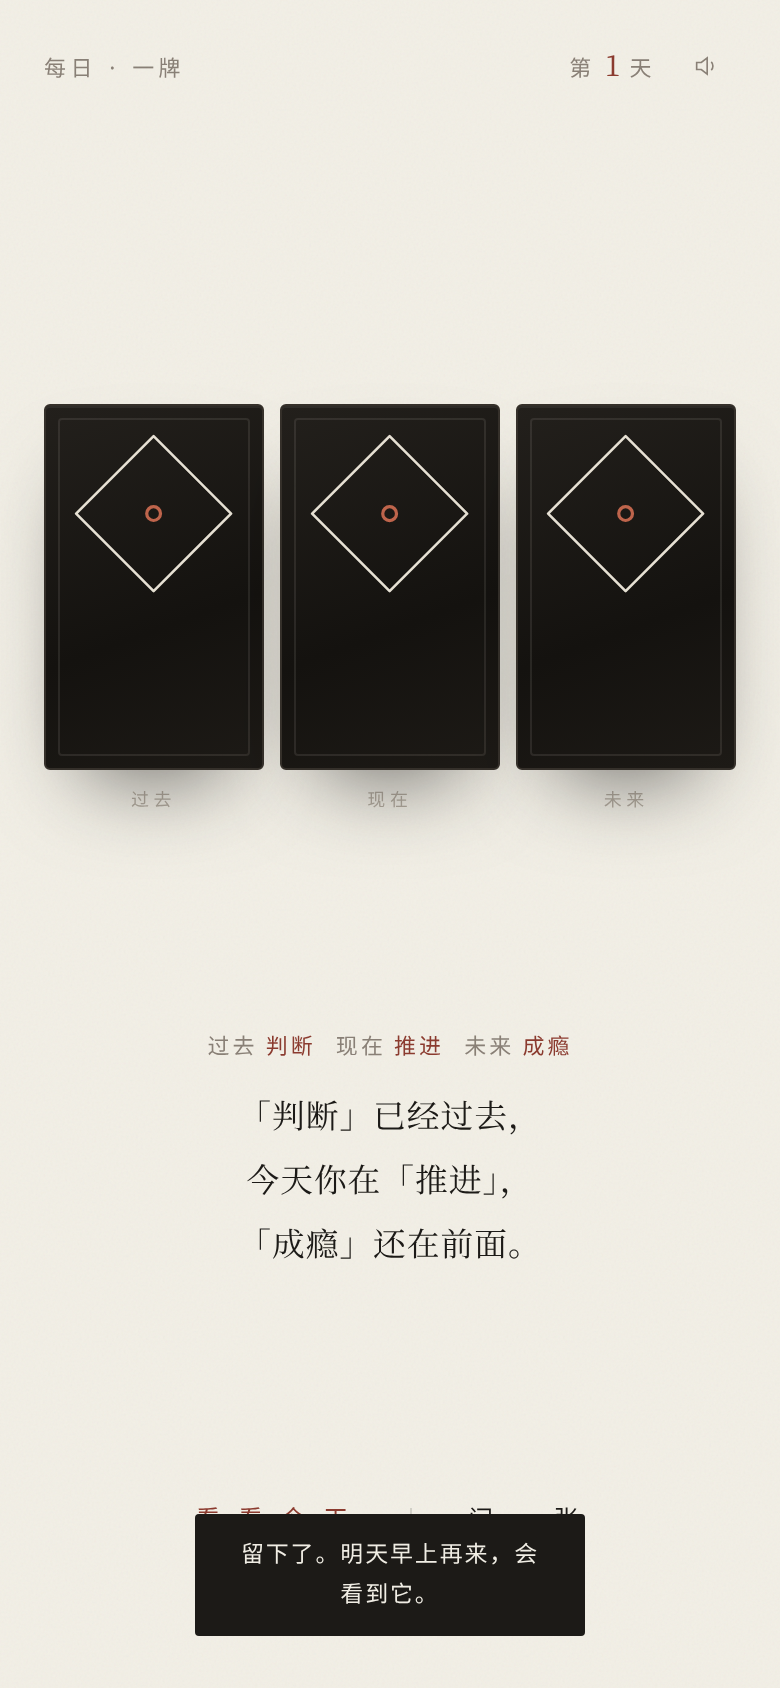 每日 · 一牌
第 1 天
过去
现在
未来
过去 判断 现在 推进 未来 成瘾
「判断」已经过去，
今天你在「推进」，
「成瘾」还在前面。
留下了。明天早上再来，会
看到它。